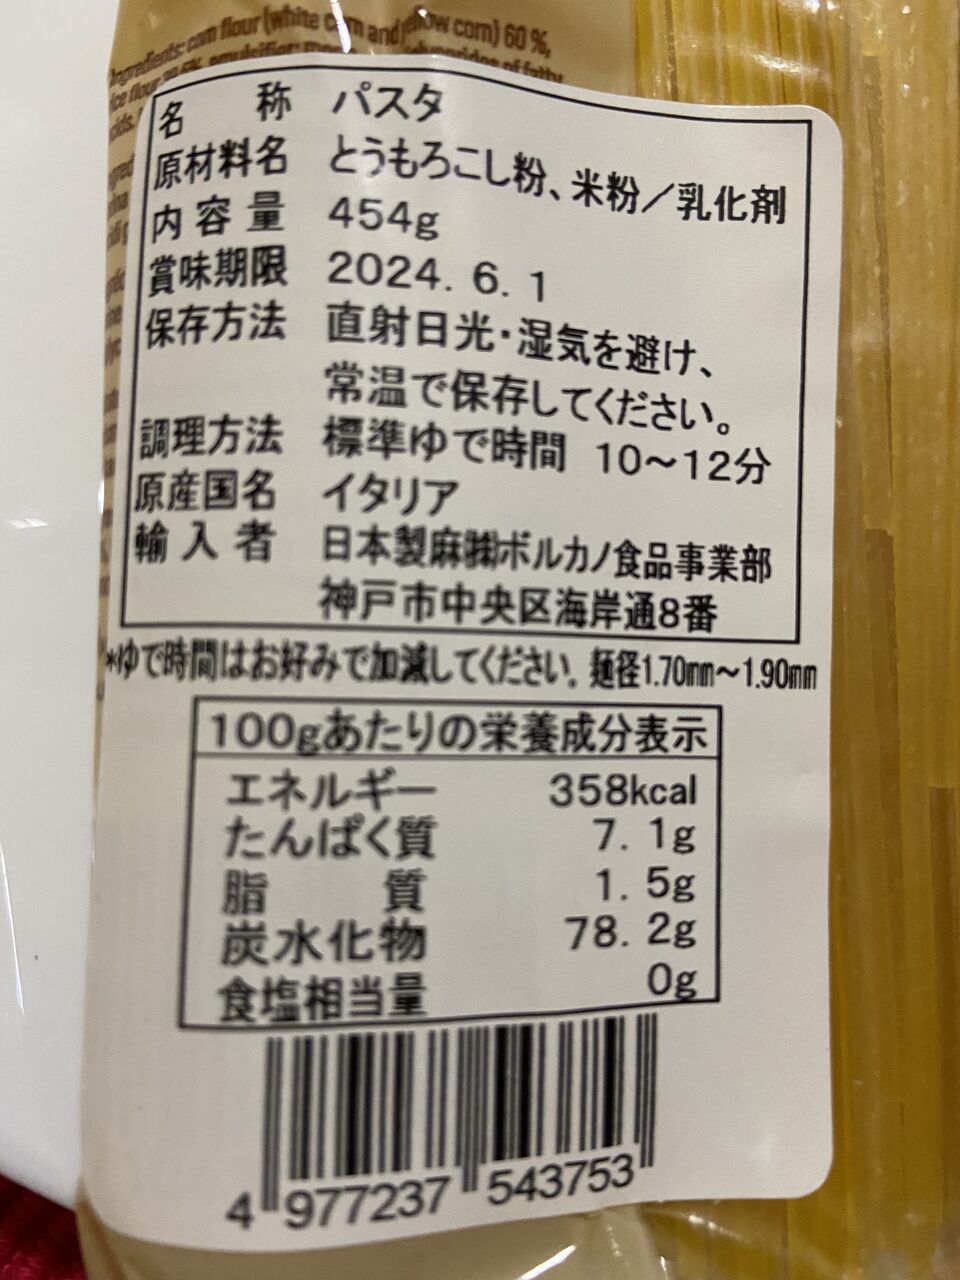 Ingredients: corn flour (white corn and yellow corn) 60 %,
名 称 パスタ
原材料名 とうもろこし粉、米粉／乳化剤
内容量 454g
賞味期限 2024. 6. 1
保存方法 直射日光・湿気を避け、
常温で保存してください。
調理方法 標準ゆで時間 10〜12分
原産国名 イタリア
輸入者 日本製麻㈱ボルカノ食品事業部
神戸市中央区海岸通8番
*ゆで時間はお好みで加減してください。麺径1.70mm〜1.90mm
100gあたりの栄養成分表示
エネルギー 358kcal
たんぱく質 7. 1g
脂質 1. 5g
炭水化物 78. 2g
食塩相当量 0g
4 977237 543753